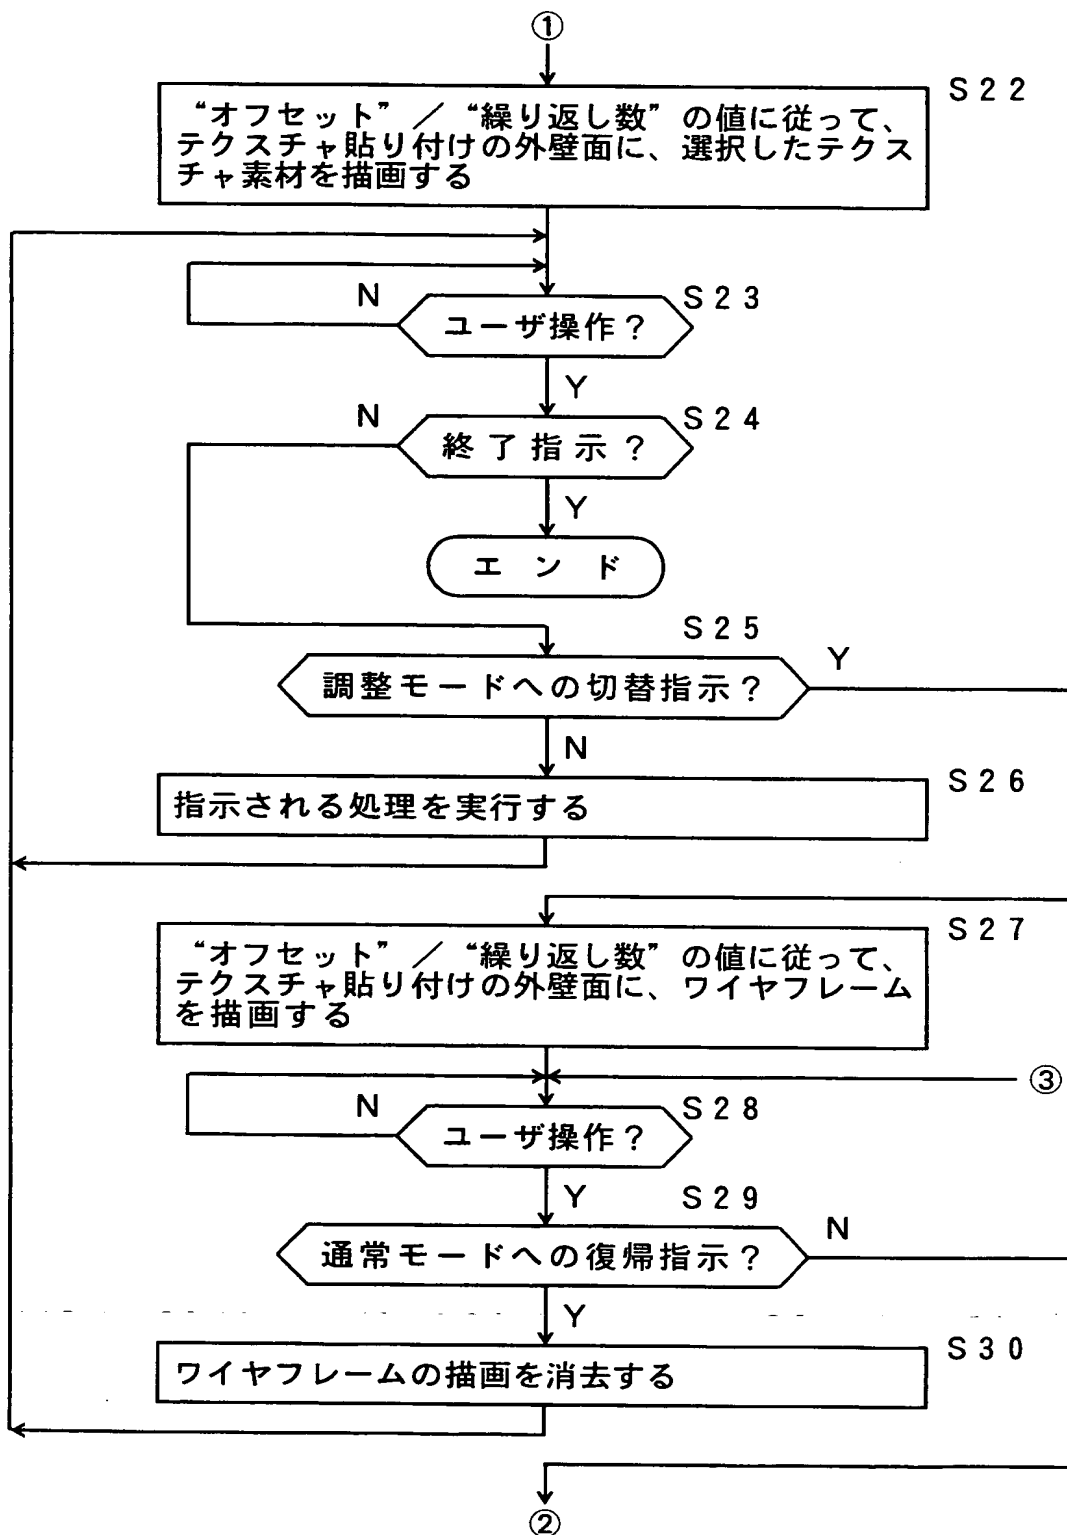 ①
S22
“オフセット”／“繰り返し数”の値に従って、
テクスチャ貼り付けの外壁面に、選択したテクス
チャ素材を描画する
N
S23
ユーザ操作？
Y
N
S24
終了指示？
Y
エンド
S25
調整モードへの切替指示？
Y
N
S26
指示される処理を実行する
S27
“オフセット”／“繰り返し数”の値に従って、
テクスチャ貼り付けの外壁面に、ワイヤフレーム
を描画する
③
N
S28
ユーザ操作？
Y
S29
通常モードへの復帰指示？
N
Y
S30
ワイヤフレームの描画を消去する
②